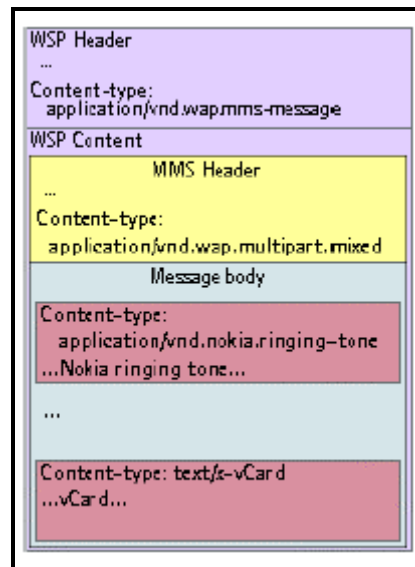 WSP Header
...
Content-type:
application/vnd.wap.mms-message
WSP Content
MMS Header
...
Content-type:
application/vnd.wap.multipart.mixed
Message body
Content-type:
application/vnd.nokia.ringing-tone
...Nokia ringing tone...
...
Content-type: text/x-vCard
...vCard...